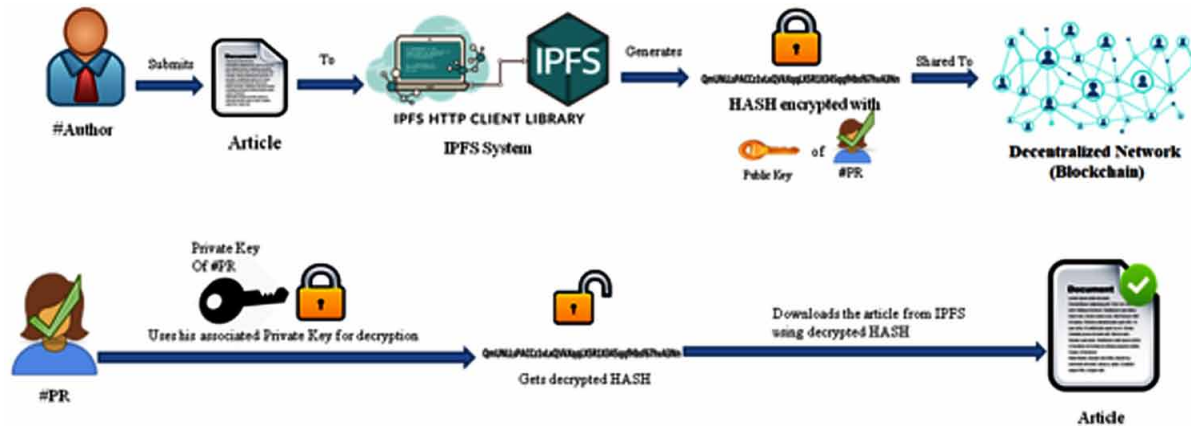 #Author
Submits
Document
Article
To
IPFS
IPFS HTTP CLIENT LIBRARY
IPFS System
Generates
HASH encrypted with
Public Key
of
#PR
Shared To
Decentralized Network
(Blockchain)
#PR
Private Key
Of #PR
Uses his associated Private Key for decryption
Gets decrypted HASH
Downloads the article from IPFS
using decrypted HASH
Document
Article